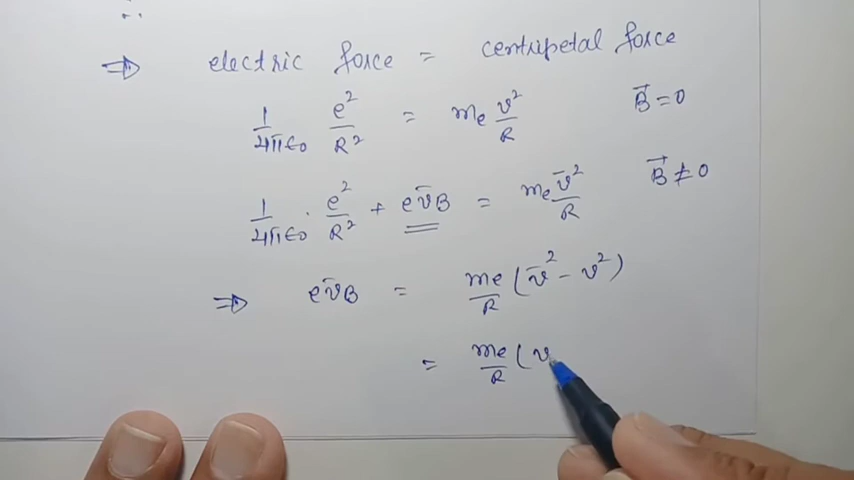 ∴
⇒ electric force = centripetal force
1/4πε₀ e²/R² = mₑ v²/R B⃗ = 0
1/4πε₀ · e²/R² + ev̄B = mₑ v̄²/R B⃗ ≠ 0
⇒ ev̄B = mₑ/R (v̄² - v²)
= mₑ/R (v